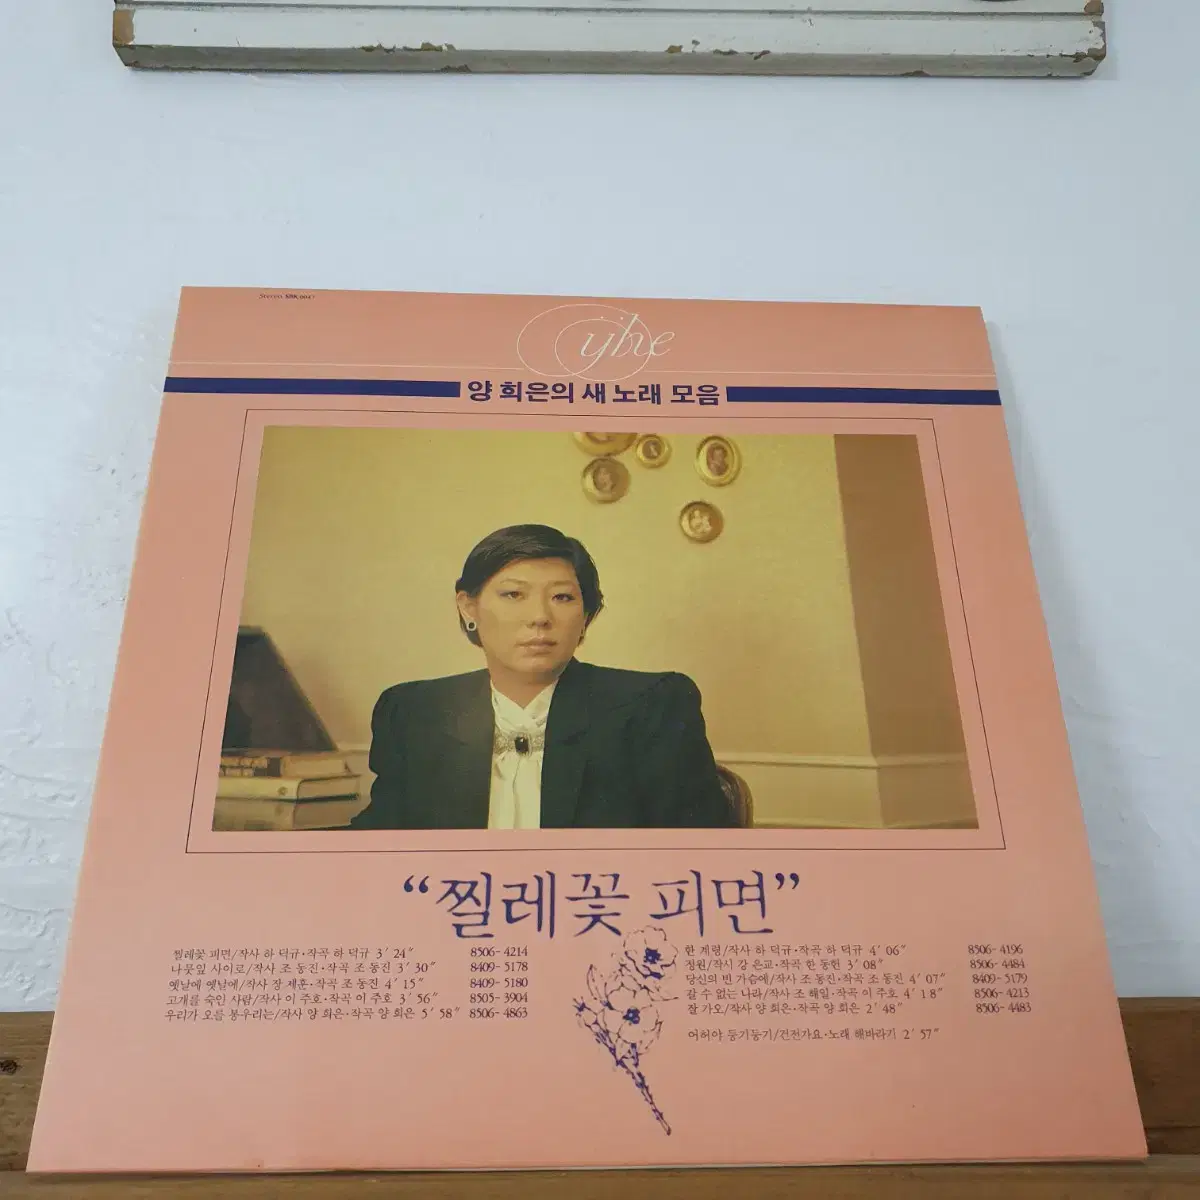 Stereo SBK 0047
yhe
양 희은의 새 노래 모음
“찔레꽃 피면”
찔레꽃 피면/작사 하 덕규·작곡 하 덕규 3′ 24″ 8506-4214
나뭇잎 사이로/작사 조 동진·작곡 조 동진 3′ 30″ 8409-5178
옛날에 옛날에/작사 장 제훈·작곡 조 동진 4′ 15″ 8409-5180
고개를 숙인 사람/작사 이 주호·작곡 이 주호 3′ 56″ 8505-3904
우리가 오를 봉우리는/작사 양 희은·작곡 양 희은 5′ 58″ 8506-4863
한 계령/작사 하 덕규·작곡 하 덕규 4′ 06″ 8506-4196
정원/작시 강 은교·작곡 한 동헌 3′ 08″ 8506-4484
당신의 빈 가슴에/작사 조 동진·작곡 조 동진 4′ 07″ 8409-5179
갈 수 없는 나라/작사 조 해일·작곡 이 주호 4′ 18″ 8506-4213
잘 가오/작사 양 희은·작곡 양 희은 2′ 48″ 8506-4483
어허야 둥기둥기/건전가요·노래 해바라기 2′ 57″